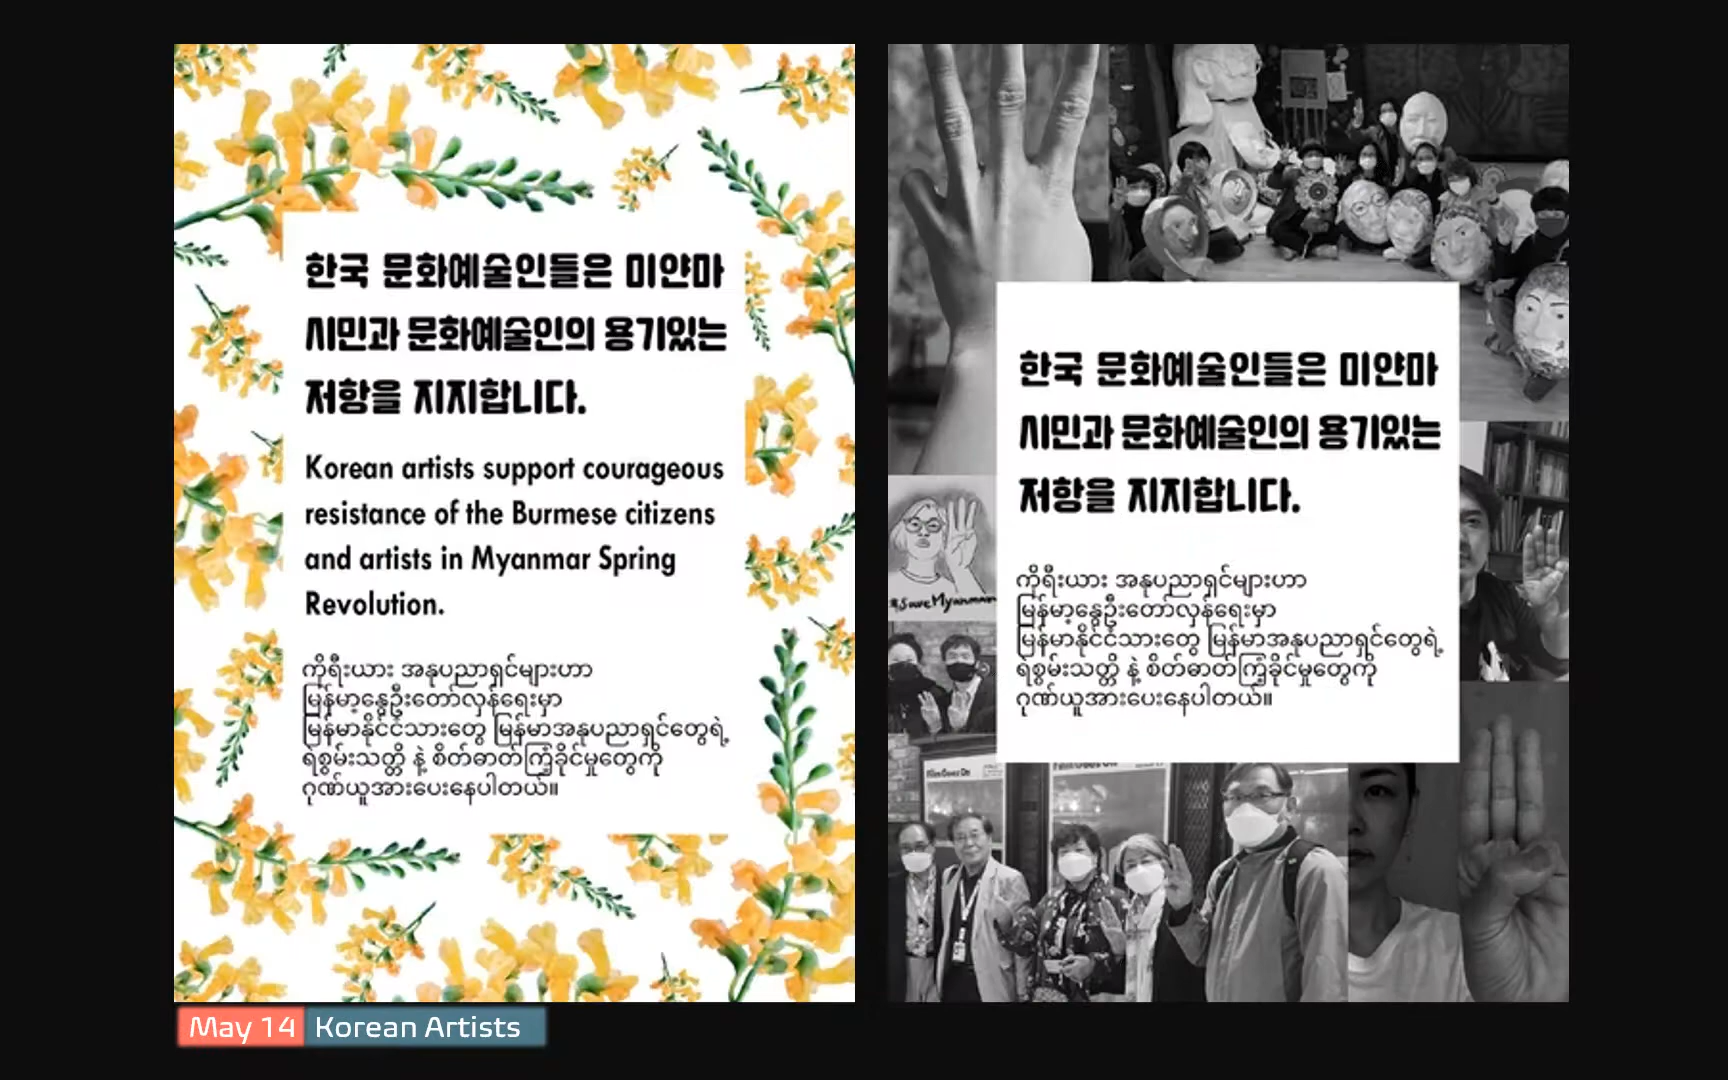 한국 문화예술인들은 미얀마
시민과 문화예술인의 용기있는
저항을 지지합니다.
Korean artists support courageous
resistance of the Burmese citizens
and artists in Myanmar Spring
Revolution.
ကိုရီးယား အနုပညာရှင်များဟာ
မြန်မာ့နွေဦးတော်လှန်ရေးမှာ
မြန်မာနိုင်ငံသားတွေ မြန်မာအနုပညာရှင်တွေရဲ့
ရဲစွမ်းသတ္တိ နဲ့ စိတ်ဓာတ်ကြံ့ခိုင်မှုတွေကို
ဂုဏ်ယူအားပေးနေပါတယ်။
한국 문화예술인들은 미얀마
시민과 문화예술인의 용기있는
저항을 지지합니다.
ကိုရီးယား အနုပညာရှင်များဟာ
မြန်မာ့နွေဦးတော်လှန်ရေးမှာ
မြန်မာနိုင်ငံသားတွေ မြန်မာအနုပညာရှင်တွေရဲ့
ရဲစွမ်းသတ္တိ နဲ့ စိတ်ဓာတ်ကြံ့ခိုင်မှုတွေကို
ဂုဏ်ယူအားပေးနေပါတယ်။
#SaveMyanmar
Film Goes On
May 14 Korean Artists